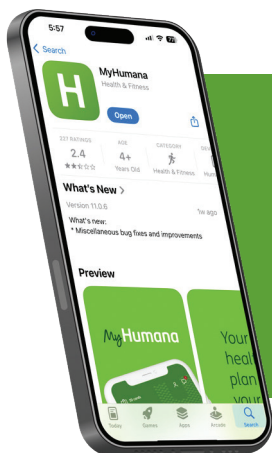 5:57
Search
H
MyHumana
Health & Fitness
Open
337 RATINGS
AGE
CATEGORY
2.4
4+
Years Old
Health & Fitness
What's New >
Version 11.0.6
1w ago
What's new:
* Miscellaneous bug fixes and improvements
Preview
MyHumana
Your
heal
plan
your
Today
Games
Apps
Arcade
Search